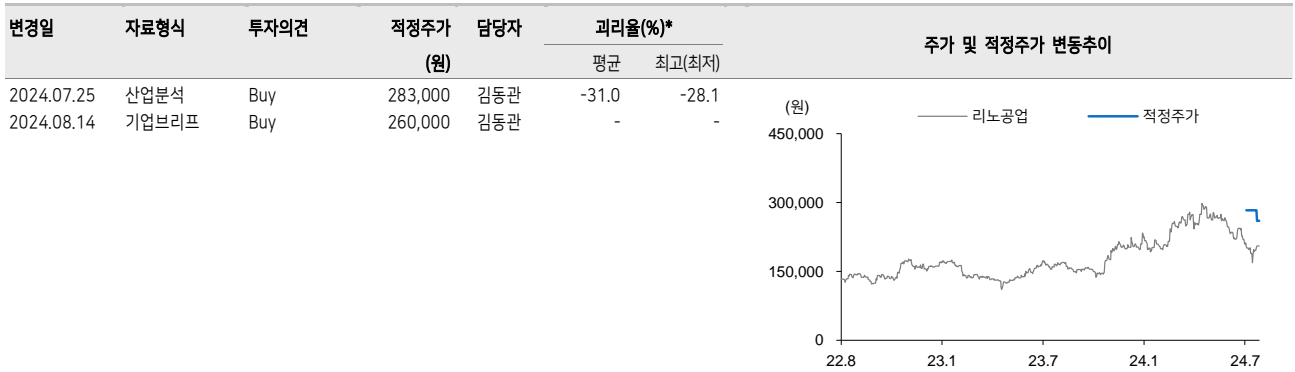 변경일 자료형식 투자의견 적정주가 담당자 괴리율(%)* 주가 및 적정주가 변동추이
(원) 평균 최고(최저)
2024.07.25 산업분석 Buy 283,000 김동관 -31.0 -28.1
2024.08.14 기업브리프 Buy 260,000 김동관 - -
(원) 리노공업 적정주가
450,000
300,000
150,000
0
22.8 23.1 23.7 24.1 24.7